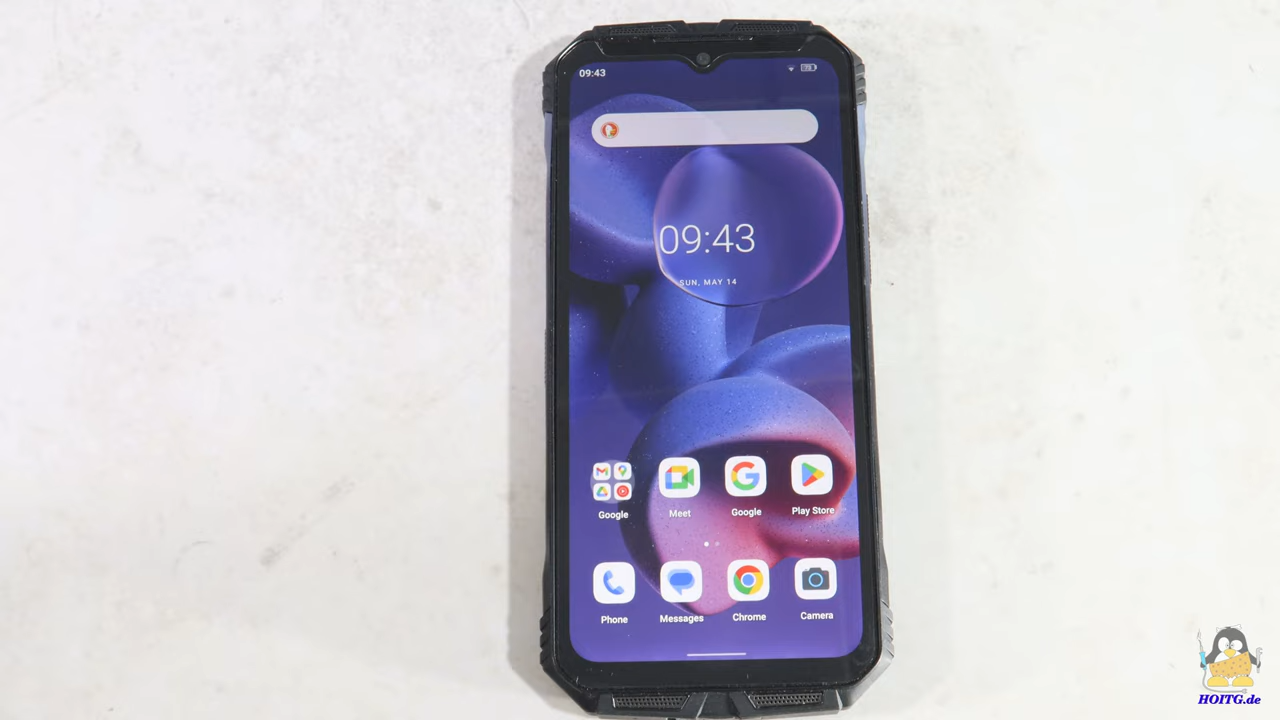 09:43
09:43
SUN, MAY 14
Google
Meet
Google
Play Store
Phone
Messages
Chrome
Camera
HOITG.de